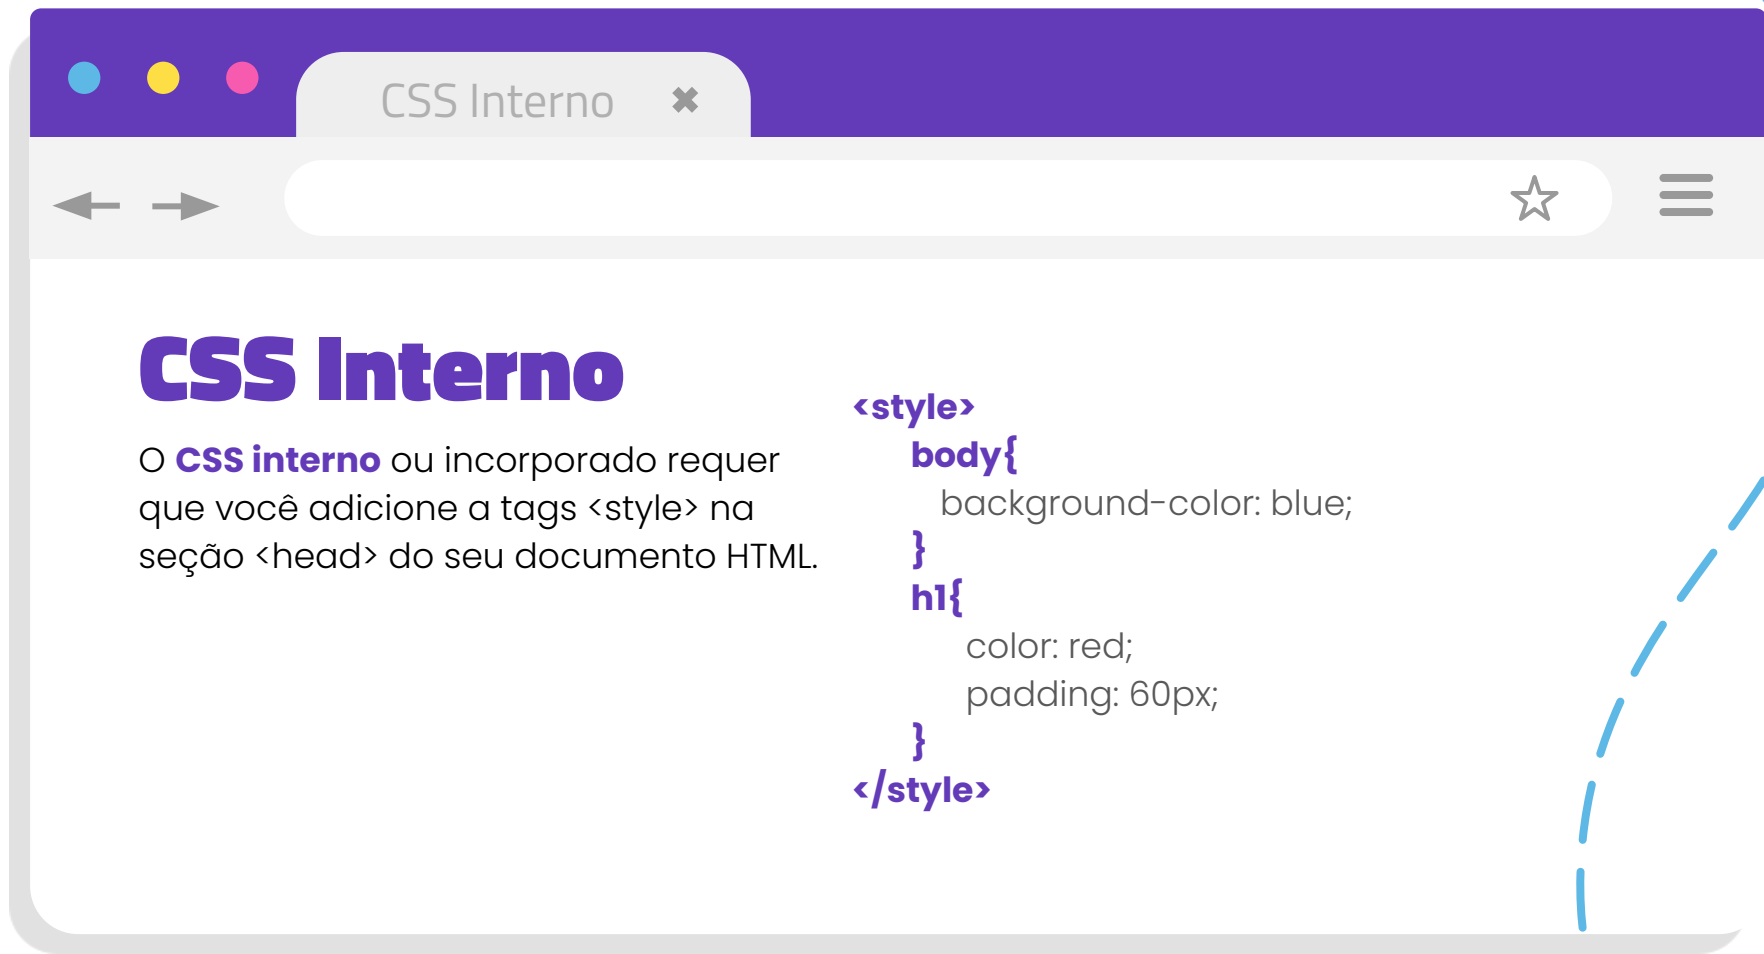 CSS Interno
CSS Interno
O CSS interno ou incorporado requer
que você adicione a tags <style> na
seção <head> do seu documento HTML.
<style>
body{
background-color: blue;
}
h1{
color: red;
padding: 60px;
}
</style>